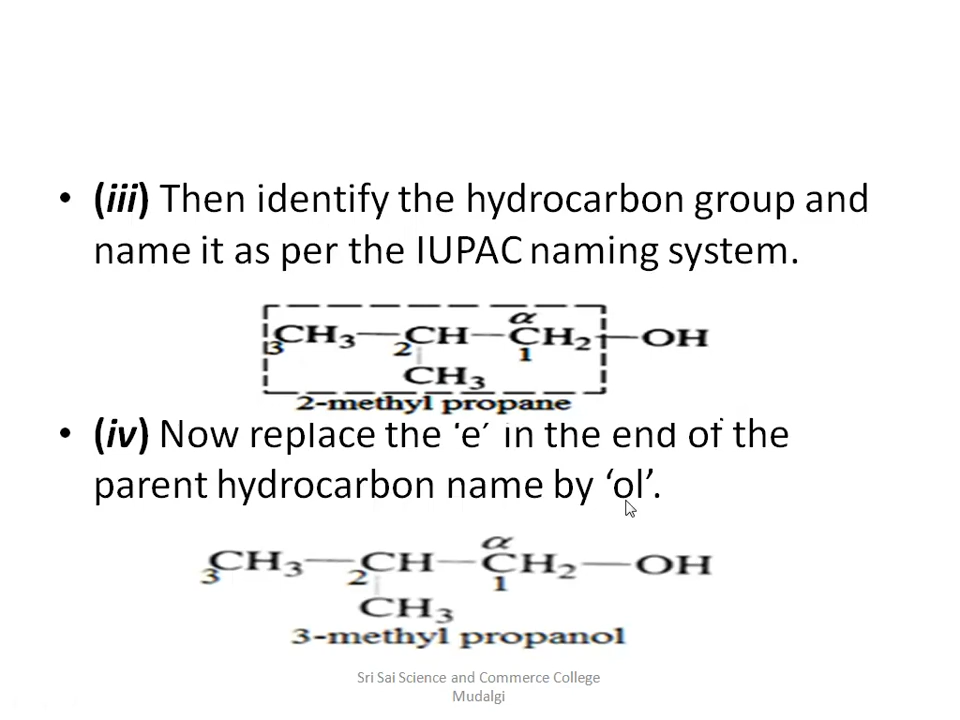 • (iii) Then identify the hydrocarbon group and
name it as per the IUPAC naming system.
α
CH₃—CH—CH₂—OH
3 2 1
CH₃
2-methyl propane
• (iv) Now replace the ‘e’ in the end of the
parent hydrocarbon name by ‘ol’.
α
CH₃—CH—CH₂—OH
3 2 1
CH₃
3-methyl propanol
Sri Sai Science and Commerce College
Mudalgi